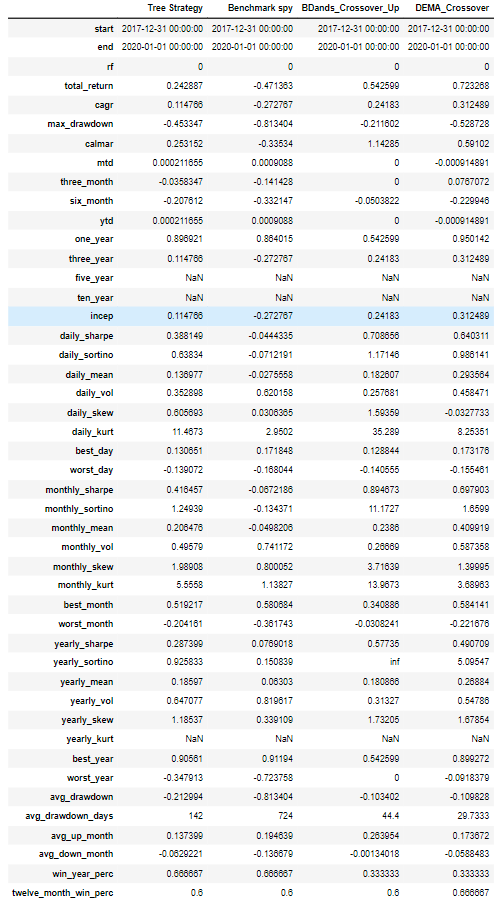 Tree Strategy Benchmark spy BDands_Crossover_Up DEMA_Crossover
start 2017-12-31 00:00:00 2017-12-31 00:00:00 2017-12-31 00:00:00 2017-12-31 00:00:00
end 2020-01-01 00:00:00 2020-01-01 00:00:00 2020-01-01 00:00:00 2020-01-01 00:00:00
rf 0 0 0 0
total_return 0.242887 -0.471363 0.542599 0.723268
cagr 0.114766 -0.272767 0.24183 0.312489
max_drawdown -0.453347 -0.813404 -0.211602 -0.528728
calmar 0.253152 -0.33534 1.14285 0.59102
mtd 0.000211655 0.0009088 0 -0.000914891
three_month -0.0358347 -0.141428 0 0.0767072
six_month -0.207612 -0.332147 -0.0503822 -0.229946
ytd 0.000211655 0.0009088 0 -0.000914891
one_year 0.896921 0.864015 0.542599 0.950142
three_year 0.114766 -0.272767 0.24183 0.312489
five_year NaN NaN NaN NaN
ten_year NaN NaN NaN NaN
incep 0.114766 -0.272767 0.24183 0.312489
daily_sharpe 0.388149 -0.0444335 0.708656 0.640311
daily_sortino 0.63834 -0.0712191 1.17146 0.986141
daily_mean 0.136977 -0.0275558 0.182607 0.293564
daily_vol 0.352898 0.620158 0.257681 0.458471
daily_skew 0.605693 0.0306365 1.59359 -0.0327733
daily_kurt 11.4673 2.9502 35.289 8.25351
best_day 0.130651 0.171848 0.128844 0.173176
worst_day -0.139072 -0.168044 -0.140555 -0.155461
monthly_sharpe 0.416457 -0.0672186 0.894673 0.697903
monthly_sortino 1.24939 -0.134371 11.1727 1.6599
monthly_mean 0.206476 -0.0498206 0.2386 0.409919
monthly_vol 0.49579 0.741172 0.26669 0.587358
monthly_skew 1.98908 0.800052 3.71639 1.39995
monthly_kurt 5.5558 1.13827 13.9673 3.68963
best_month 0.519217 0.580684 0.340886 0.584141
worst_month -0.204161 -0.361743 -0.0308241 -0.221676
yearly_sharpe 0.287399 0.0769018 0.57735 0.490709
yearly_sortino 0.925833 0.150839 inf 5.09547
yearly_mean 0.18597 0.06303 0.180866 0.26884
yearly_vol 0.647077 0.819617 0.31327 0.54786
yearly_skew 1.18537 0.339109 1.73205 1.67854
yearly_kurt NaN NaN NaN NaN
best_year 0.90561 0.91194 0.542599 0.899272
worst_year -0.347913 -0.723758 0 -0.0918379
avg_drawdown -0.212994 -0.813404 -0.103402 -0.109828
avg_drawdown_days 142 724 44.4 29.7333
avg_up_month 0.137399 0.194639 0.263954 0.173672
avg_down_month -0.0629221 -0.136679 -0.00134018 -0.0588483
win_year_perc 0.666667 0.666667 0.333333 0.333333
twelve_month_win_perc 0.6 0.6 0.6 0.666667